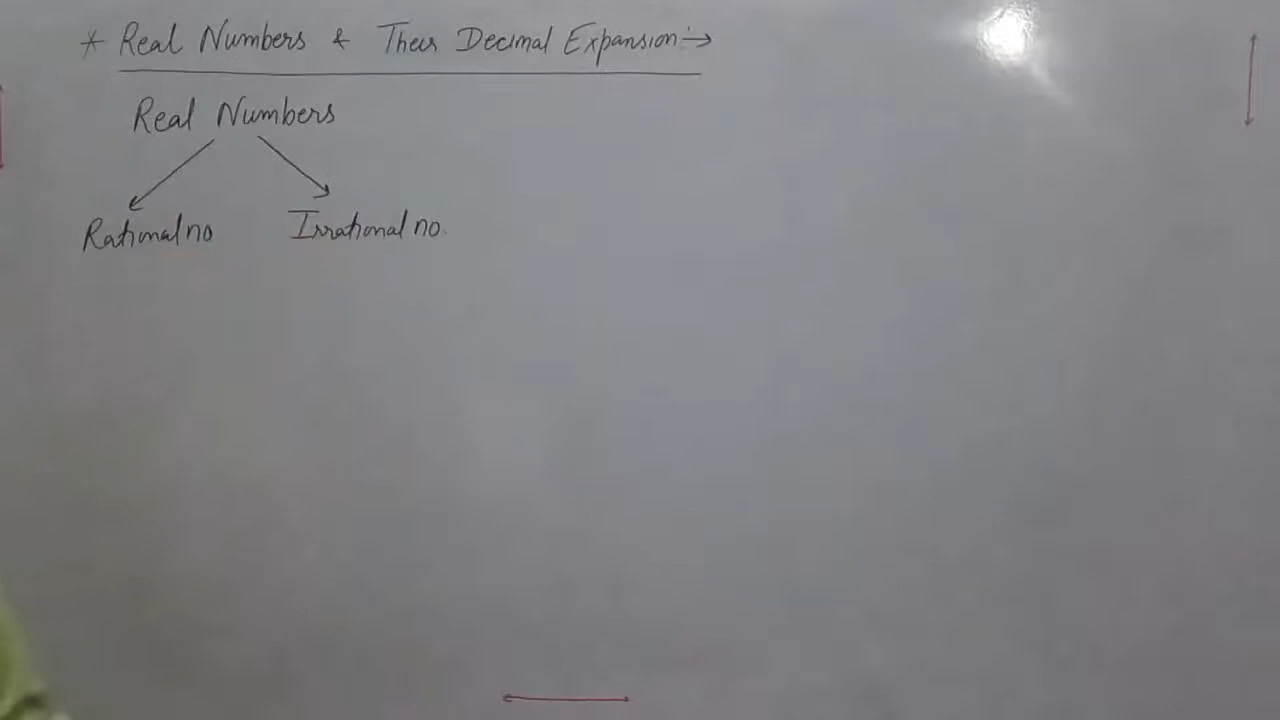 * Real Numbers & Their Decimal Expansion:→
Real Numbers
Rational no Irrational no.